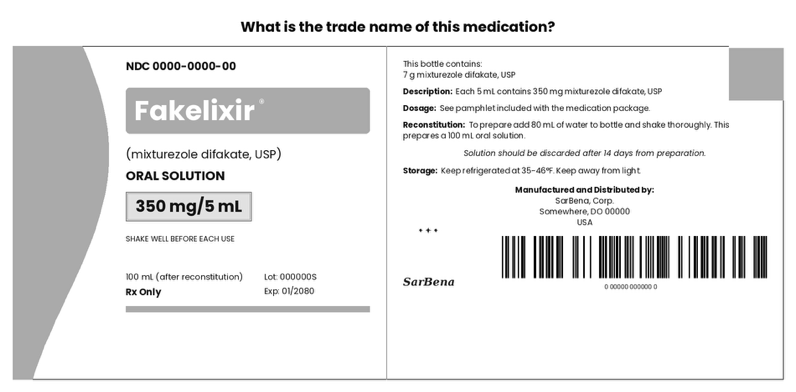 What is the trade name of this medication?
NDC 0000-0000-00
Fakelixir®
(mixturezole difakate, USP)
ORAL SOLUTION
350 mg/5 mL
SHAKE WELL BEFORE EACH USE
100 mL (after reconstitution) Lot: 000000S
Rx Only Exp: 01/2080
This bottle contains:
7 g mixturezole difakate, USP
Description: Each 5 mL contains 350 mg mixturezole difakate, USP
Dosage: See pamphlet included with the medication package.
Reconstitution: To prepare add 80 mL of water to bottle and shake thoroughly. This
prepares a 100 mL oral solution.
Solution should be discarded after 14 days from preparation.
Storage: Keep refrigerated at 35-46°F. Keep away from light.
Manufactured and Distributed by:
SarBena, Corp.
Somewhere, DO 00000
USA
SarBena
0 00000 000000 0